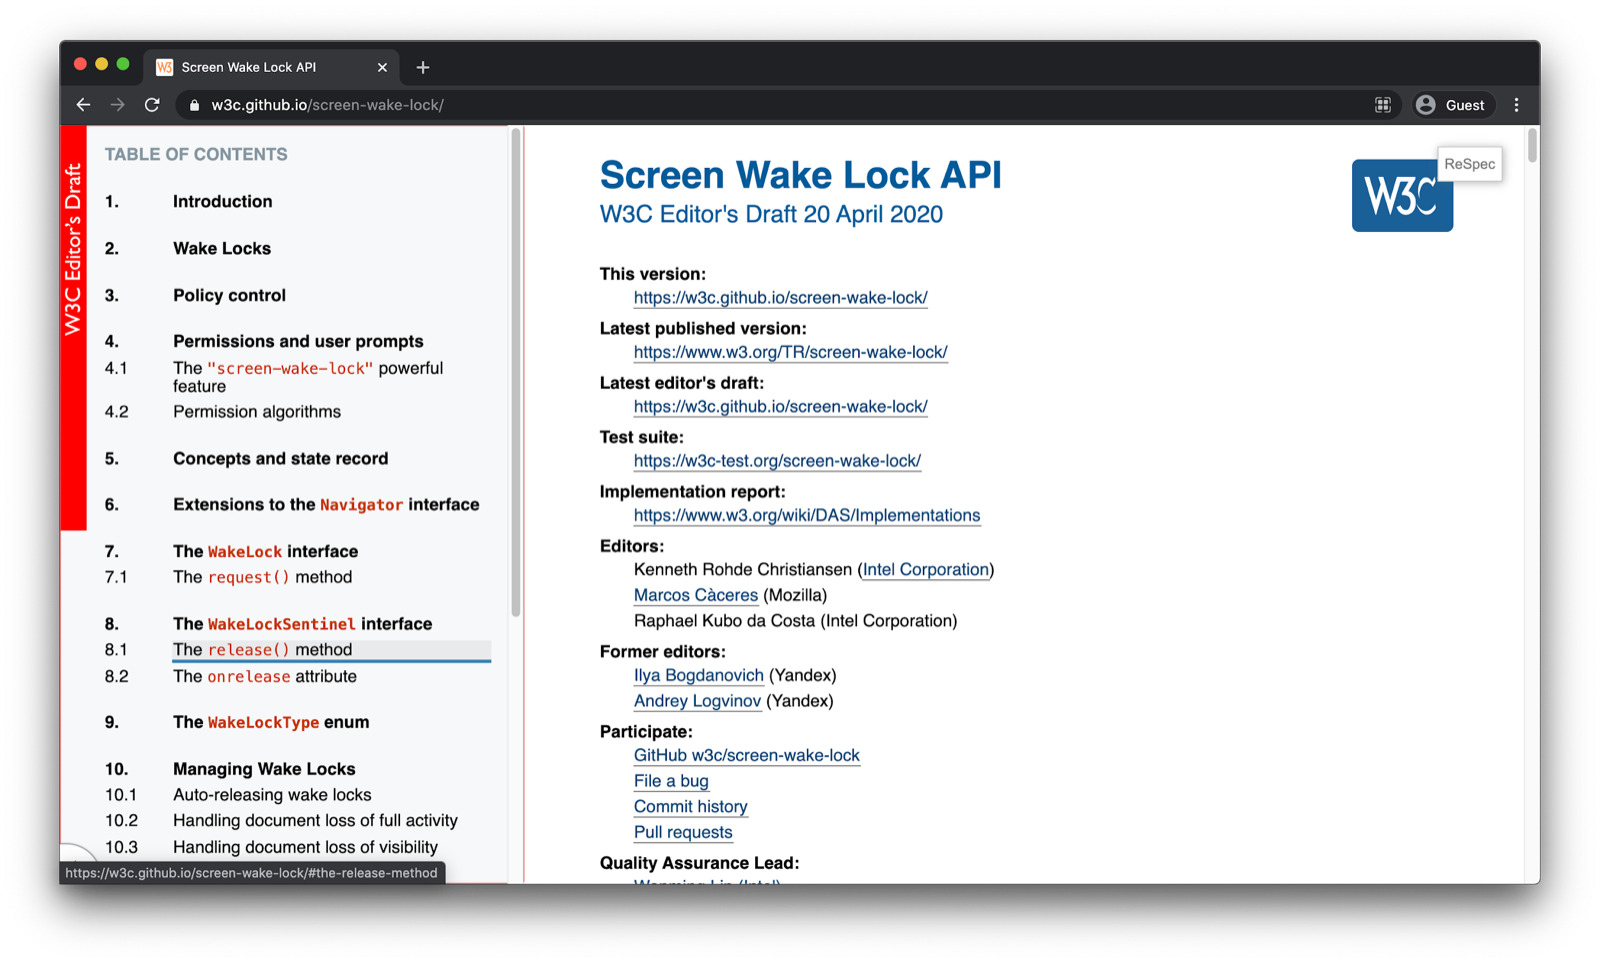 Screen Wake Lock API
w3c.github.io/screen-wake-lock/
Guest
W3C Editor's Draft
TABLE OF CONTENTS
1. Introduction
2. Wake Locks
3. Policy control
4. Permissions and user prompts
4.1 The "screen-wake-lock" powerful
feature
4.2 Permission algorithms
5. Concepts and state record
6. Extensions to the Navigator interface
7. The WakeLock interface
7.1 The request() method
8. The WakeLockSentinel interface
8.1 The release() method
8.2 The onrelease attribute
9. The WakeLockType enum
10. Managing Wake Locks
10.1 Auto-releasing wake locks
10.2 Handling document loss of full activity
10.3 Handling document loss of visibility
https://w3c.github.io/screen-wake-lock/#the-release-method
Screen Wake Lock API
W3C Editor's Draft 20 April 2020
W3C
ReSpec
This version:
https://w3c.github.io/screen-wake-lock/
Latest published version:
https://www.w3.org/TR/screen-wake-lock/
Latest editor's draft:
https://w3c.github.io/screen-wake-lock/
Test suite:
https://w3c-test.org/screen-wake-lock/
Implementation report:
https://www.w3.org/wiki/DAS/Implementations
Editors:
Kenneth Rohde Christiansen (Intel Corporation)
Marcos Càceres (Mozilla)
Raphael Kubo da Costa (Intel Corporation)
Former editors:
Ilya Bogdanovich (Yandex)
Andrey Logvinov (Yandex)
Participate:
GitHub w3c/screen-wake-lock
File a bug
Commit history
Pull requests
Quality Assurance Lead: